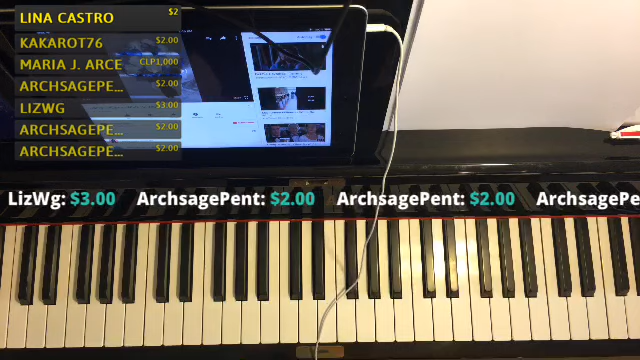 LINA CASTRO $2
KAKAROT76 $2.00
MARIA J. ARCE CLP1,000
ARCHSAGEPE... $2.00
LIZWG $3.00
ARCHSAGEPE... $2.00
ARCHSAGEPE... $2.00
LizWg: $3.00 ArchsagePent: $2.00 ArchsagePent: $2.00 ArchsagePe